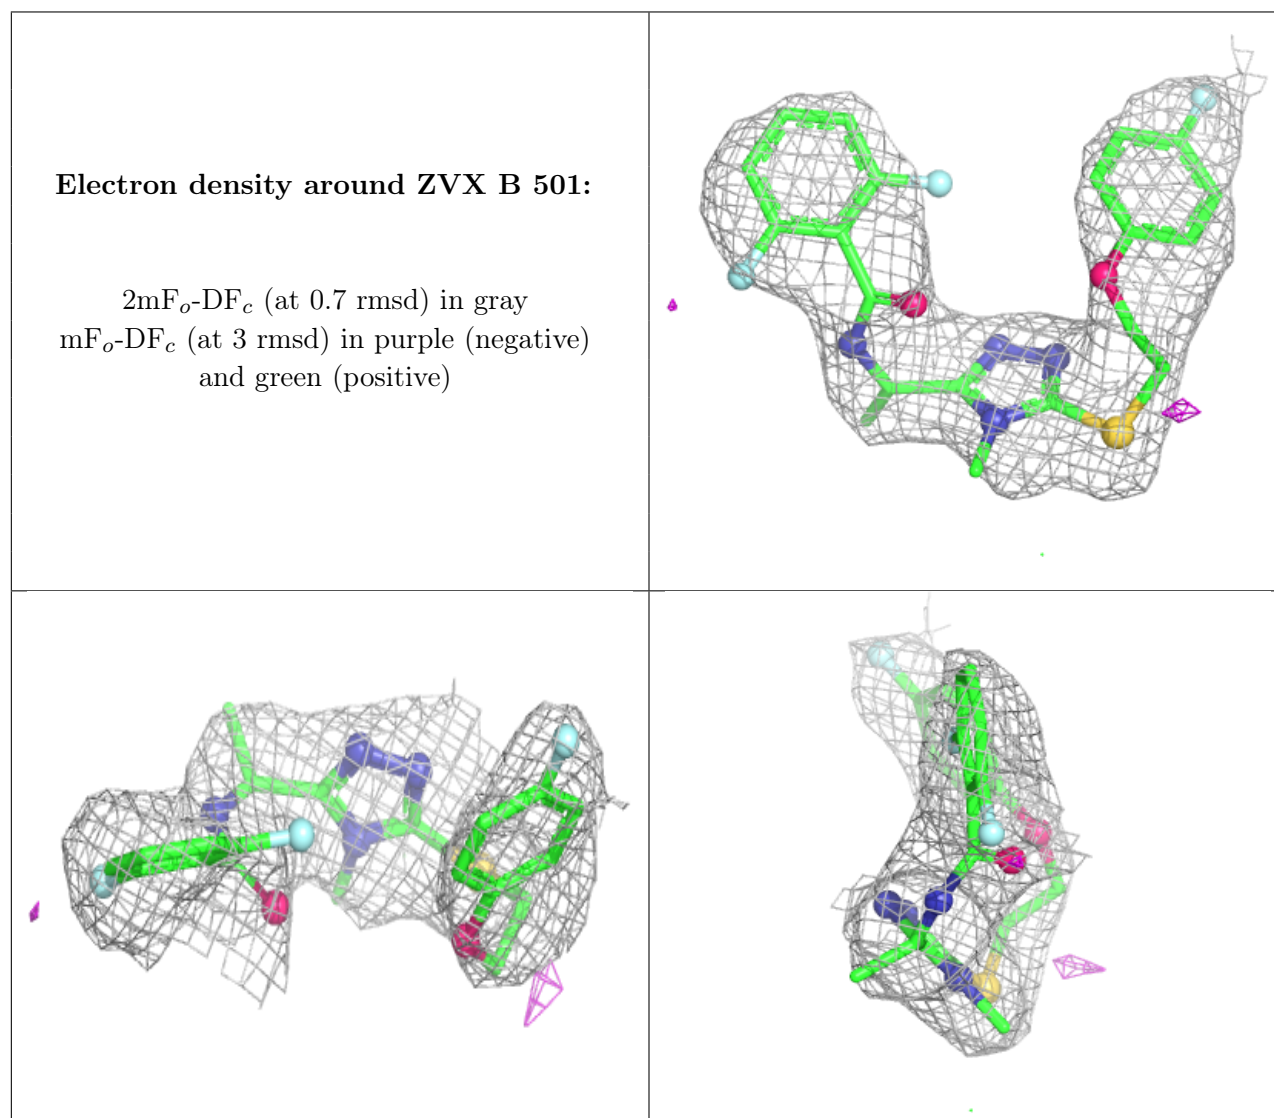 Electron density around ZVX B 501:
2mFo-DFc (at 0.7 rmsd) in gray
mFo-DFc (at 3 rmsd) in purple (negative)
and green (positive)